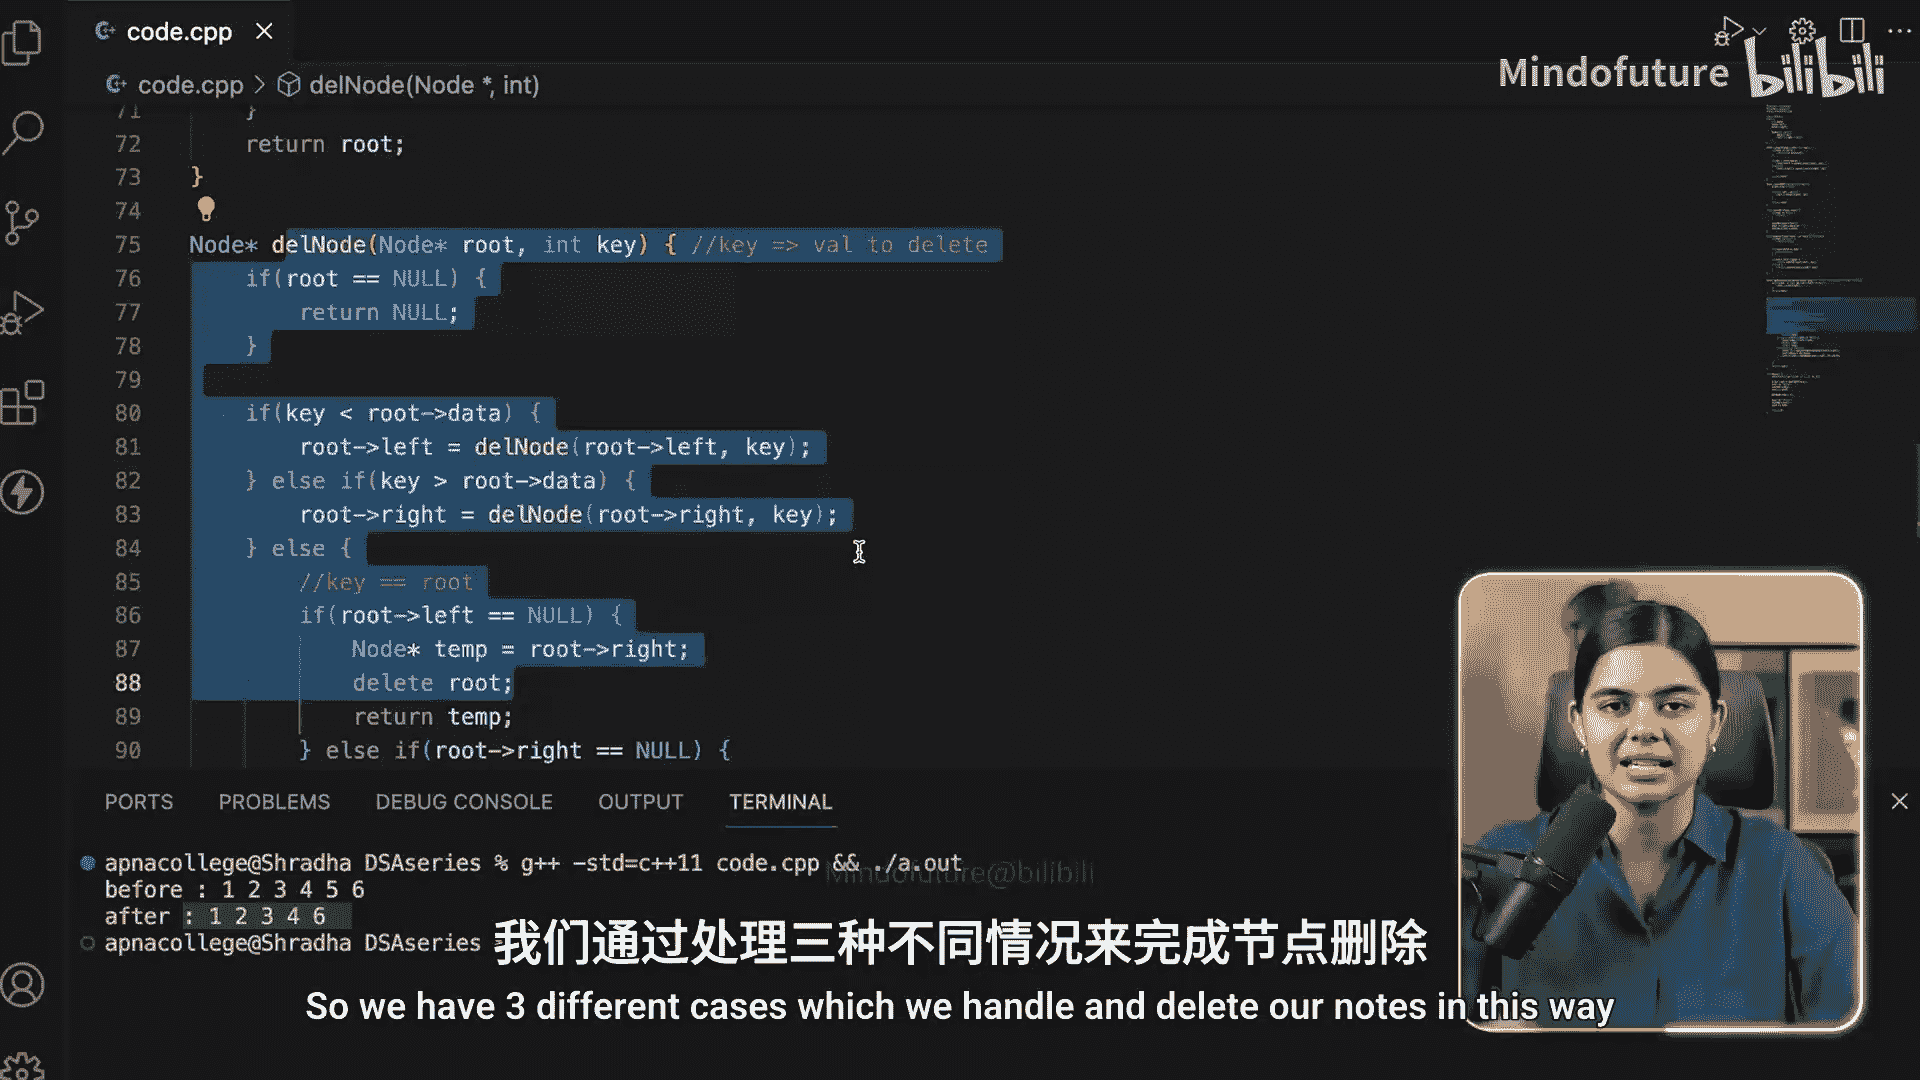 code.cpp
Mindofuture bilibili
code.cpp > delNode(Node *, int)
71 }
72 return root;
73 }
74
75 Node* delNode(Node* root, int key) { //key => val to delete
76 if(root == NULL) {
77 return NULL;
78 }
79
80 if(key < root->data) {
81 root->left = delNode(root->left, key);
82 } else if(key > root->data) {
83 root->right = delNode(root->right, key);
84 } else {
85 //key == root
86 if(root->left == NULL) {
87 Node* temp = root->right;
88 delete root;
89 return temp;
90 } else if(root->right == NULL) {
PORTS PROBLEMS DEBUG CONSOLE OUTPUT TERMINAL
apnacollege@Shradha DSAseries % g++ -std=c++11 code.cpp && ./a.out
Mindofuture@bilibili
before : 1 2 3 4 5 6
after : 1 2 3 4 6
apnacollege@Shradha DSAseries
我们通过处理三种不同情况来完成节点删除
So we have 3 different cases which we handle and delete our notes in this way